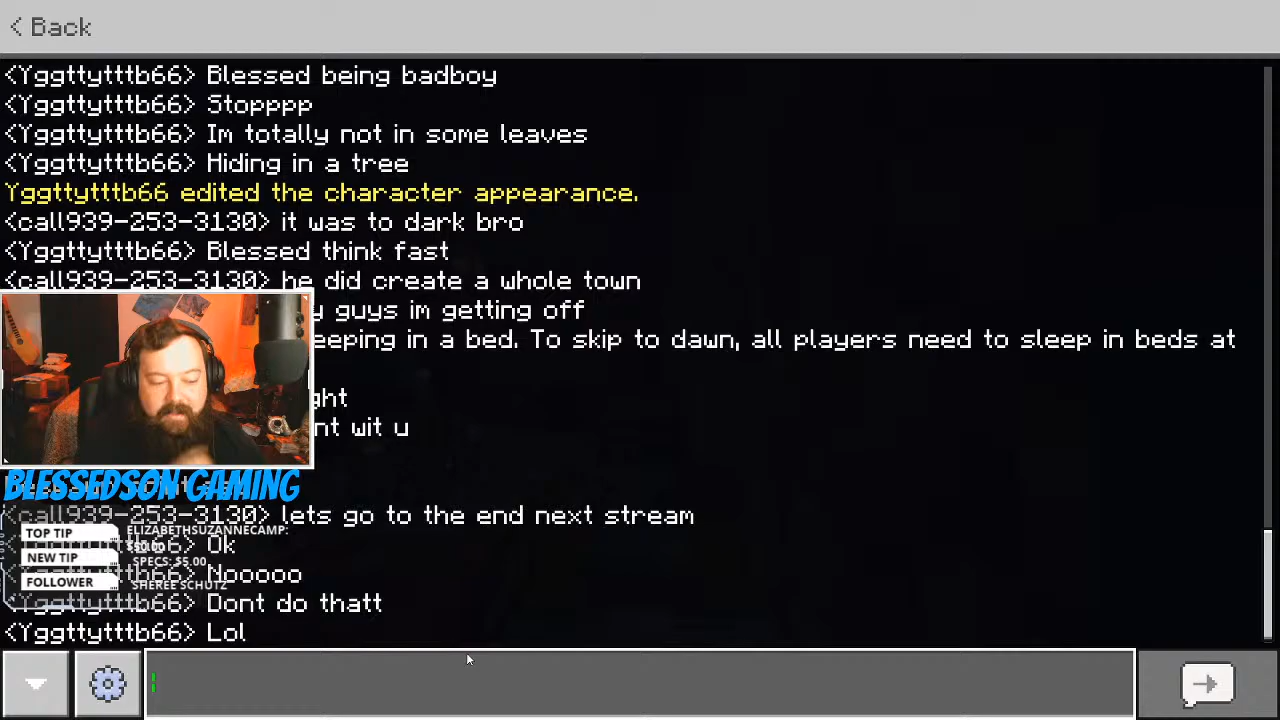 < Back
<Yggttytttb66> Blessed being badboy
<Yggttytttb66> Stopppp
<Yggttytttb66> Im totally not in some leaves
<Yggttytttb66> Hiding in a tree
Yggttytttb66 edited the character appearance.
<call939-253-3130> it was to dark bro
<Yggttytttb66> Blessed think fast
<call939-253-3130> he did create a whole town
guys im getting off
eeping in a bed. To skip to dawn, all players need to sleep in beds at
ght
nt wit u
BLESSEDSON GAMING
<call939-253-3130> lets go to the end next stream
TOP TIP ELIZABETHSUZANNECAMP:
$50.00
Ok
NEW TIP SPECS: $5.00
Nooooo
FOLLOWER SHEREE SCHUTZ
<Yggttytttb66> Dont do thatt
<Yggttytttb66> Lol